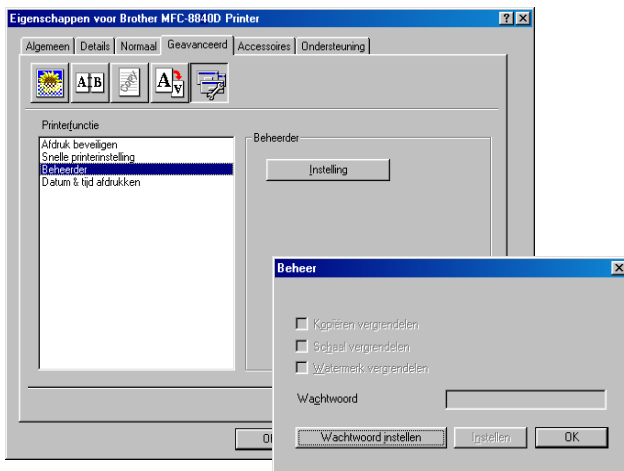 Eigenschappen voor Brother MFC-8840D Printer
Algemeen Details Normaal Geavanceerd Accessoires Ondersteuning
A B
A A
Printerfunctie
Afdruk beveiligen
Snelle printerinstelling
Beheerder
Datum & tijd afdrukken
Beheerder
Instelling
Beheer
Kopiëren vergrendelen
Schaal vergrendelen
Watermerk vergrendelen
Wachtwoord
Wachtwoord instellen Instellen OK